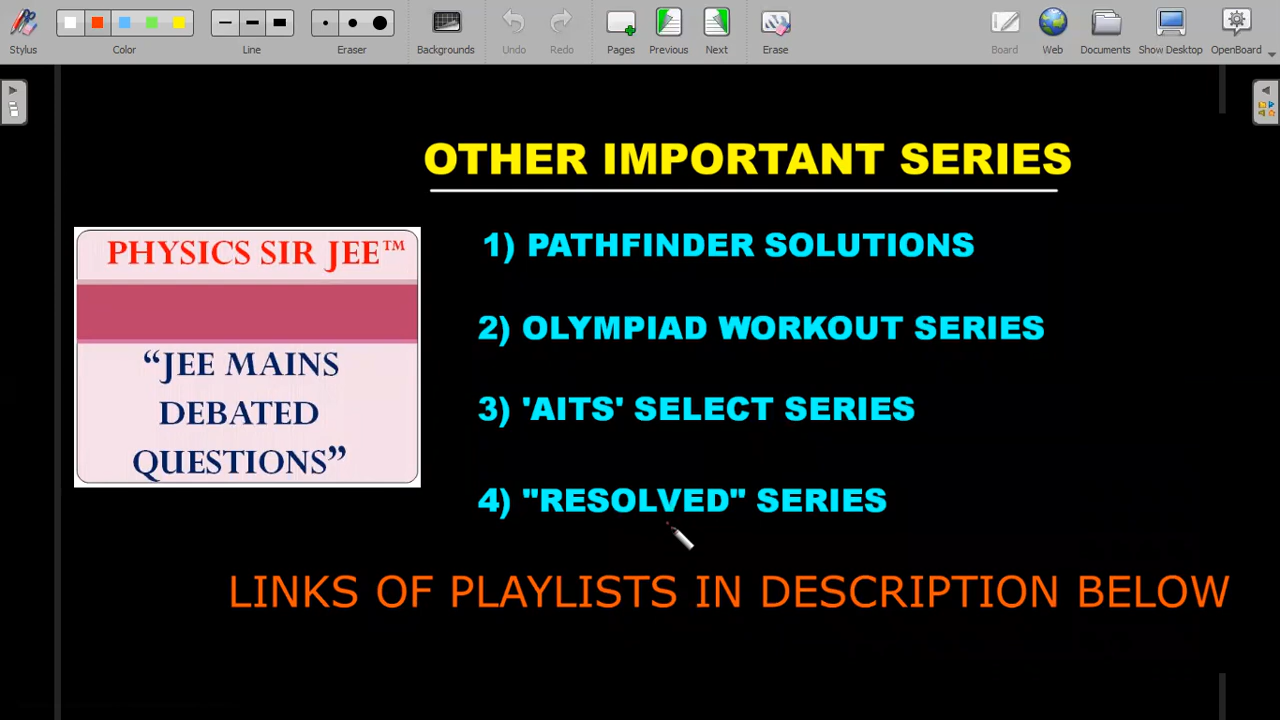 Stylus
Color
Line
Eraser
Backgrounds
Undo
Redo
Pages
Previous
Next
Erase
Board
Web
Documents
Show Desktop
OpenBoard
OTHER IMPORTANT SERIES
PHYSICS SIR JEE™
“JEE MAINS
DEBATED
QUESTIONS”
1) PATHFINDER SOLUTIONS
2) OLYMPIAD WORKOUT SERIES
3) 'AITS' SELECT SERIES
4) "RESOLVED" SERIES
LINKS OF PLAYLISTS IN DESCRIPTION BELOW